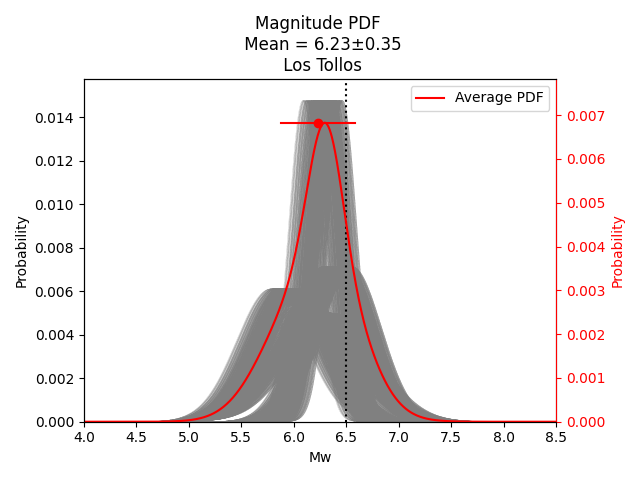 Magnitude PDF
Mean = 6.23±0.35
Los Tollos
Average PDF
Probability
0.014
0.012
0.010
0.008
0.006
0.004
0.002
0.000
0.007
0.006
0.005
0.004
0.003
0.002
0.001
0.000
Probability
4.0 4.5 5.0 5.5 6.0 6.5 7.0 7.5 8.0 8.5
Mw